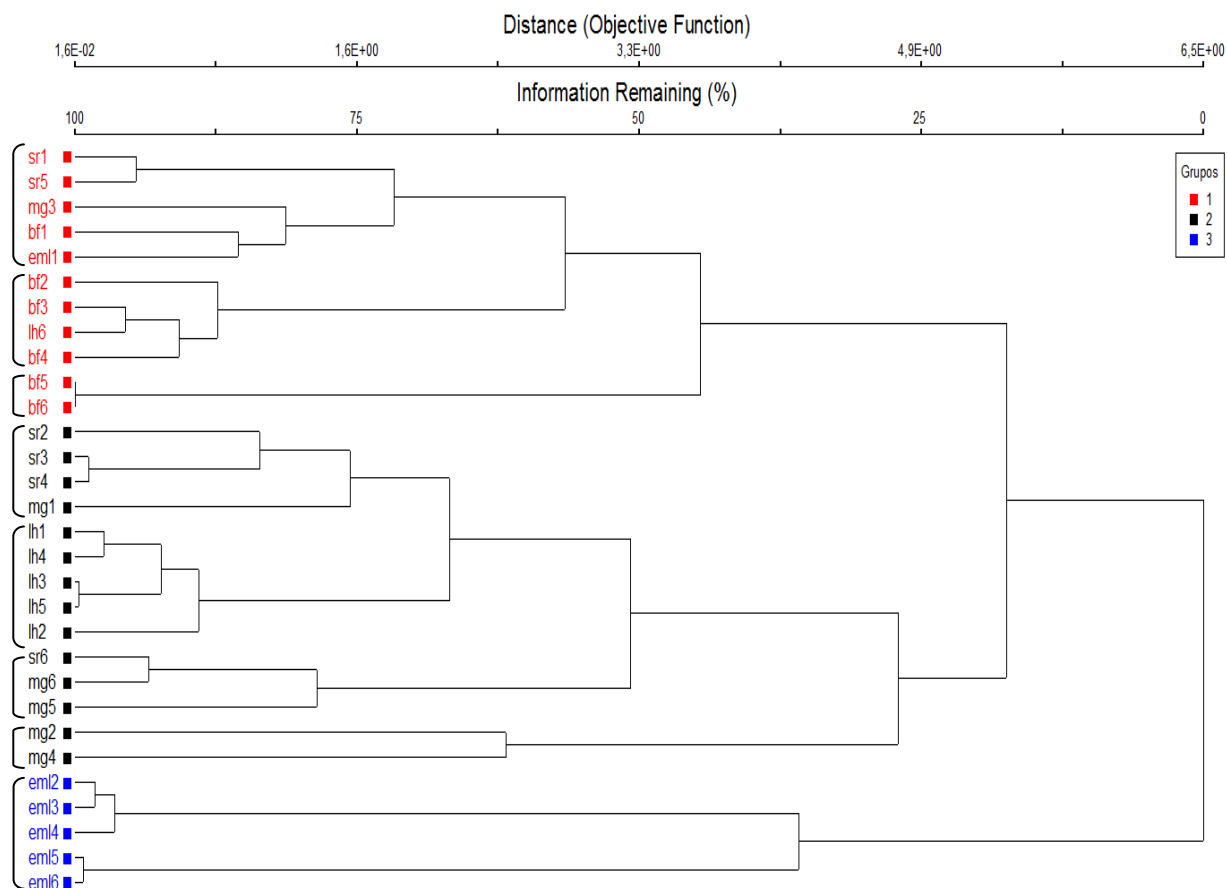 Distance (Objective Function)
1,6E-02 1,6E+00 3,3E+00 4,9E+00 6,5E+00
Information Remaining (%)
100 75 50 25 0
Grupos
1
2
3
sr1
sr5
mg3
bf1
eml1
bf2
bf3
lh6
bf4
bf5
bf6
sr2
sr3
sr4
mg1
lh1
lh4
lh3
lh5
lh2
sr6
mg6
mg5
mg2
mg4
eml2
eml3
eml4
eml5
eml6